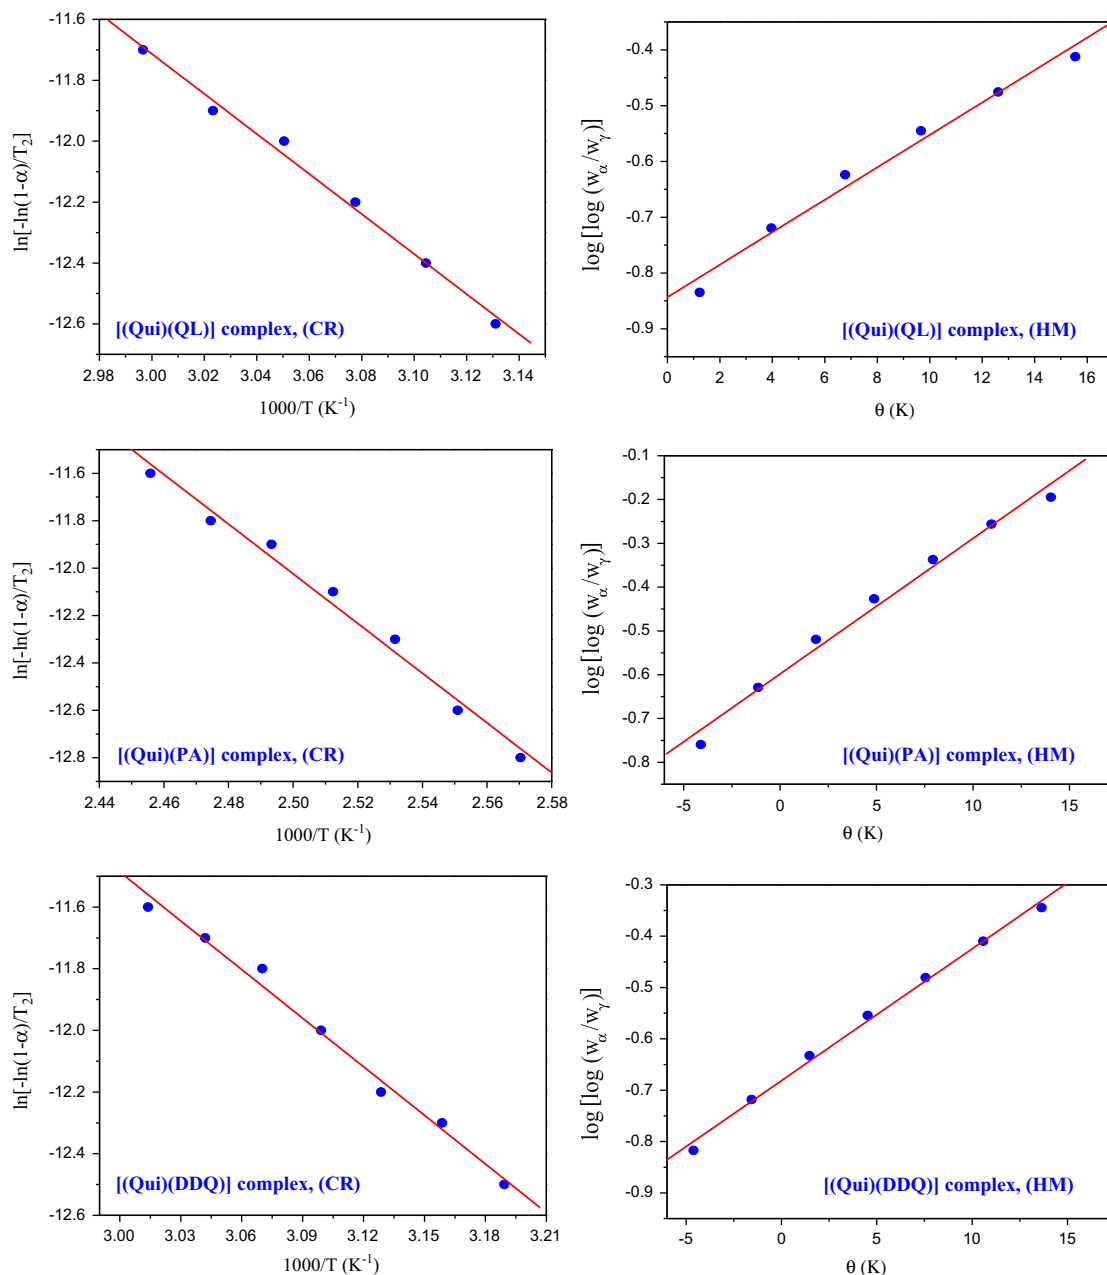 -11.6
-11.8
-12.0
-12.2
-12.4
-12.6
ln[-ln(1-α)/T₂]
[(Qui)(QL)] complex, (CR)
2.98 3.00 3.02 3.04 3.06 3.08 3.10 3.12 3.14
1000/T (K⁻¹)
-0.4
-0.5
-0.6
-0.7
-0.8
-0.9
log [log (wα/wγ)]
[(Qui)(QL)] complex, (HM)
0 2 4 6 8 10 12 14 16
θ (K)
-11.6
-11.8
-12.0
-12.2
-12.4
-12.6
-12.8
ln[-ln(1-α)/T₂]
[(Qui)(PA)] complex, (CR)
2.44 2.46 2.48 2.50 2.52 2.54 2.56 2.58
1000/T (K⁻¹)
-0.1
-0.2
-0.3
-0.4
-0.5
-0.6
-0.7
-0.8
log [log (wα/wγ)]
[(Qui)(PA)] complex, (HM)
-5 0 5 10 15
θ (K)
-11.6
-11.8
-12.0
-12.2
-12.4
-12.6
ln[-ln(1-α)/T₂]
[(Qui)(DDQ)] complex, (CR)
3.00 3.03 3.06 3.09 3.12 3.15 3.18 3.21
1000/T (K⁻¹)
-0.3
-0.4
-0.5
-0.6
-0.7
-0.8
-0.9
log [log (wα/wγ)]
[(Qui)(DDQ)] complex, (HM)
-5 0 5 10 15
θ (K)